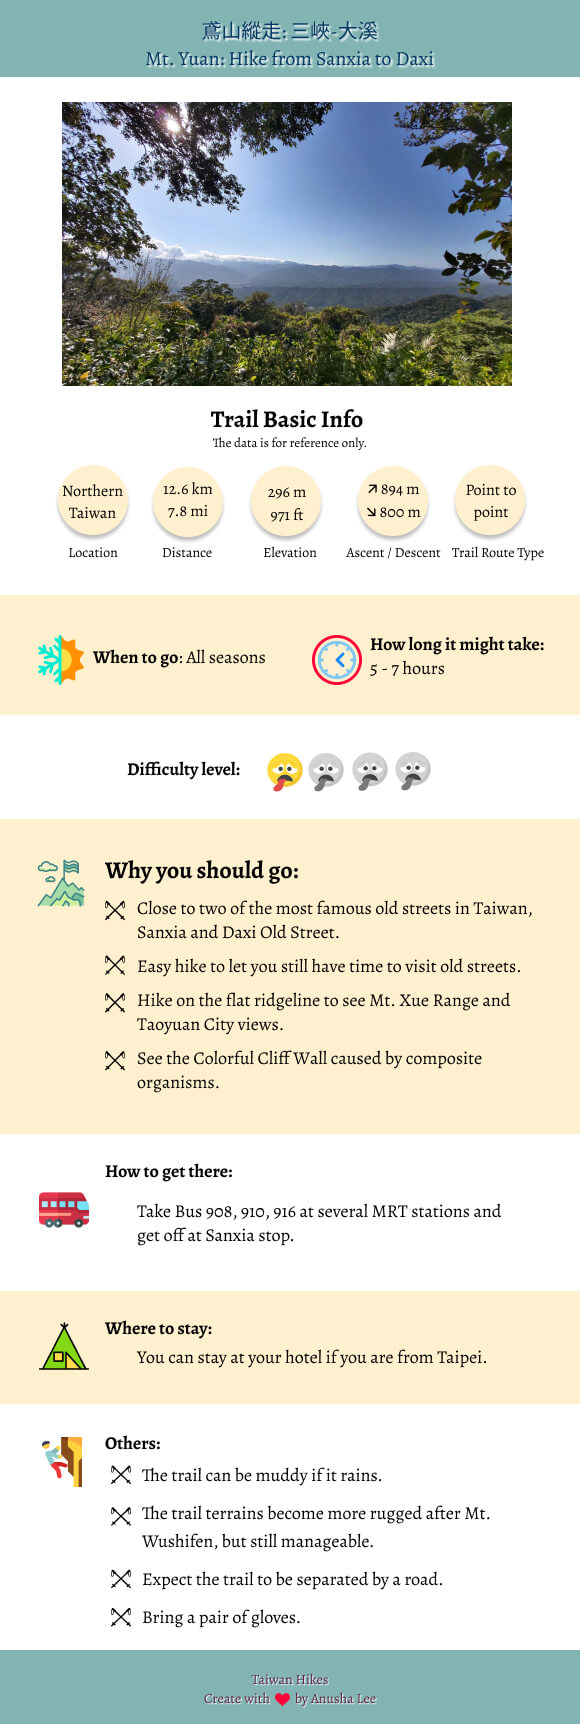 鳶山縱走: 三峽-大溪
Mt. Yuan: Hike from Sanxia to Daxi
Trail Basic Info
The data is for reference only.
Northern
Taiwan
Location
12.6 km
7.8 mi
Distance
296 m
971 ft
Elevation
↗ 894 m
↘ 800 m
Ascent / Descent
Point to
point
Trail Route Type
When to go: All seasons
How long it might take:
5 - 7 hours
Difficulty level:
Why you should go:
Close to two of the most famous old streets in Taiwan,
Sanxia and Daxi Old Street.
Easy hike to let you still have time to visit old streets.
Hike on the flat ridgeline to see Mt. Xue Range and
Taoyuan City views.
See the Colorful Cliff Wall caused by composite
organisms.
How to get there:
Take Bus 908, 910, 916 at several MRT stations and
get off at Sanxia stop.
Where to stay:
You can stay at your hotel if you are from Taipei.
Others:
The trail can be muddy if it rains.
The trail terrains become more rugged after Mt.
Wushifen, but still manageable.
Expect the trail to be separated by a road.
Bring a pair of gloves.
Taiwan Hikes
Create with ❤ by Anusha Lee